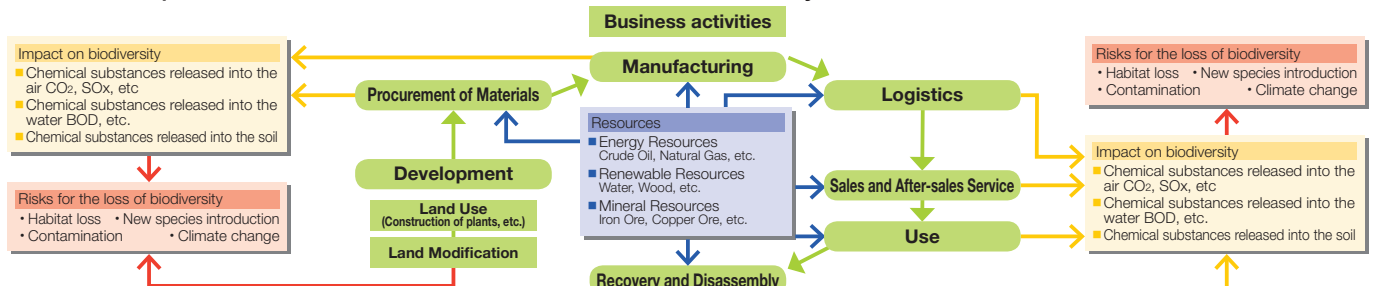 Business activities
Impact on biodiversity
■ Chemical substances released into the
air CO₂, SOx, etc
■ Chemical substances released into the
water BOD, etc.
■ Chemical substances released into the soil
Risks for the loss of biodiversity
• Habitat loss • New species introduction
• Contamination • Climate change
Manufacturing
Procurement of Materials
Development
Land Use
(Construction of plants, etc.)
Land Modification
Resources
■ Energy Resources
Crude Oil, Natural Gas, etc.
■ Renewable Resources
Water, Wood, etc.
■ Mineral Resources
Iron Ore, Copper Ore, etc.
Recovery and Disassembly
Logistics
Sales and After-sales Service
Use
Risks for the loss of biodiversity
• Habitat loss • New species introduction
• Contamination • Climate change
Impact on biodiversity
■ Chemical substances released into the
air CO₂, SOx, etc
■ Chemical substances released into the
water BOD, etc.
■ Chemical substances released into the soil